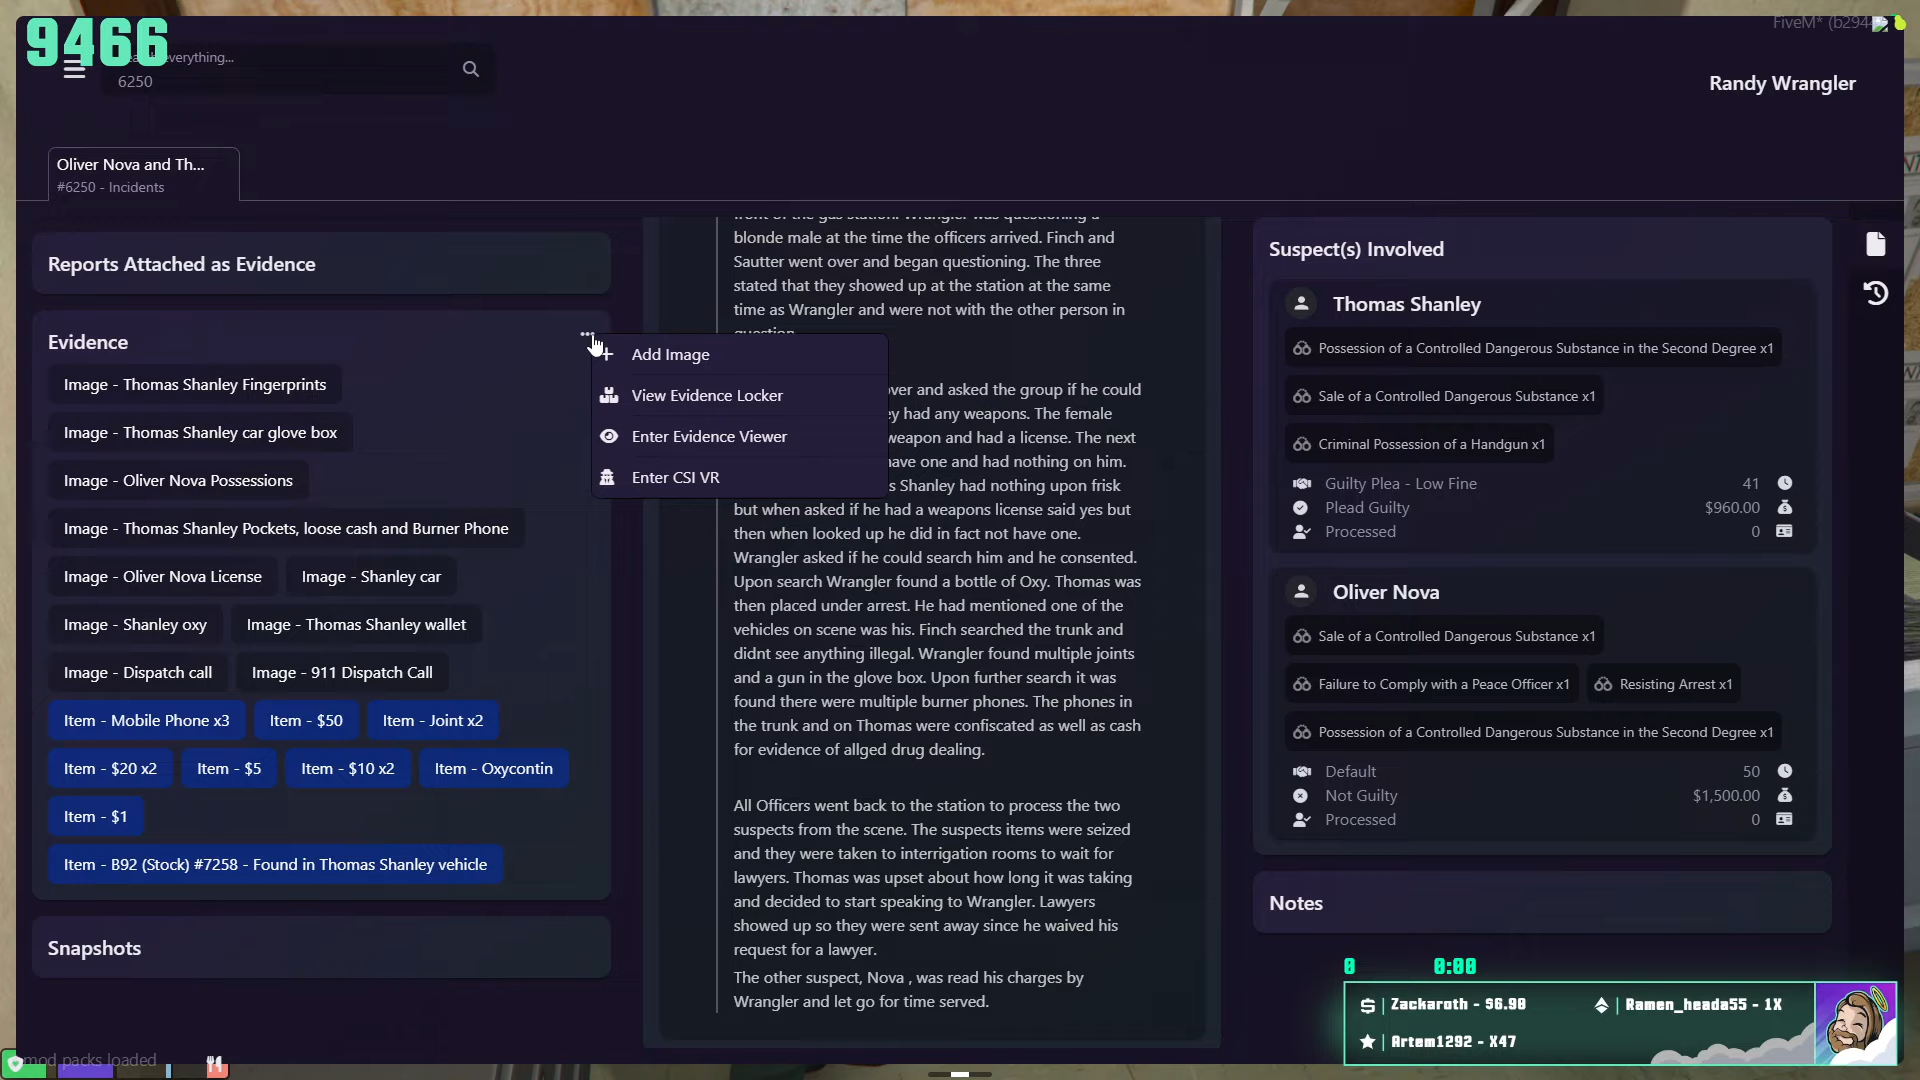 9466
everything...
6250
FiveM* (b294
Randy Wrangler
Oliver Nova and Th...
#6250 - Incidents
Reports Attached as Evidence
Evidence
Image - Thomas Shanley Fingerprints
Image - Thomas Shanley car glove box
Image - Oliver Nova Possessions
Image - Thomas Shanley Pockets, loose cash and Burner Phone
Image - Oliver Nova License
Image - Shanley car
Image - Shanley oxy
Image - Thomas Shanley wallet
Image - Dispatch call
Image - 911 Dispatch Call
Item - Mobile Phone x3
Item - $50
Item - Joint x2
Item - $20 x2
Item - $5
Item - $10 x2
Item - Oxycontin
Item - $1
Item - B92 (Stock) #7258 - Found in Thomas Shanley vehicle
Snapshots
Add Image
View Evidence Locker
Enter Evidence Viewer
Enter CSI VR
front of the gas station. Wrangler was questioning a
blonde male at the time the officers arrived. Finch and
Sautter went over and began questioning. The three
stated that they showed up at the station at the same
time as Wrangler and were not with the other person in
question.
over and asked the group if he could
y had any weapons. The female
weapon and had a license. The next
have one and had nothing on him.
s Shanley had nothing upon frisk
but when asked if he had a weapons license said yes but
then when looked up he did in fact not have one.
Wrangler asked if he could search him and he consented.
Upon search Wrangler found a bottle of Oxy. Thomas was
then placed under arrest. He had mentioned one of the
vehicles on scene was his. Finch searched the trunk and
didnt see anything illegal. Wrangler found multiple joints
and a gun in the glove box. Upon further search it was
found there were multiple burner phones. The phones in
the trunk and on Thomas were confiscated as well as cash
for evidence of allged drug dealing.
All Officers went back to the station to process the two
suspects from the scene. The suspects items were seized
and they were taken to interrigation rooms to wait for
lawyers. Thomas was upset about how long it was taking
and decided to start speaking to Wrangler. Lawyers
showed up so they were sent away since he waived his
request for a lawyer.
The other suspect, Nova , was read his charges by
Wrangler and let go for time served.
Suspect(s) Involved
Thomas Shanley
Possession of a Controlled Dangerous Substance in the Second Degree x1
Sale of a Controlled Dangerous Substance x1
Criminal Possession of a Handgun x1
Guilty Plea - Low Fine 41
Plead Guilty $960.00
Processed 0
Oliver Nova
Sale of a Controlled Dangerous Substance x1
Failure to Comply with a Peace Officer x1
Resisting Arrest x1
Possession of a Controlled Dangerous Substance in the Second Degree x1
Default 50
Not Guilty $1,500.00
Processed 0
Notes
0 0:00
Zackaroth - $6.90
Ramen_heada55 - 1X
Artem1292 - X47
mod packs loaded